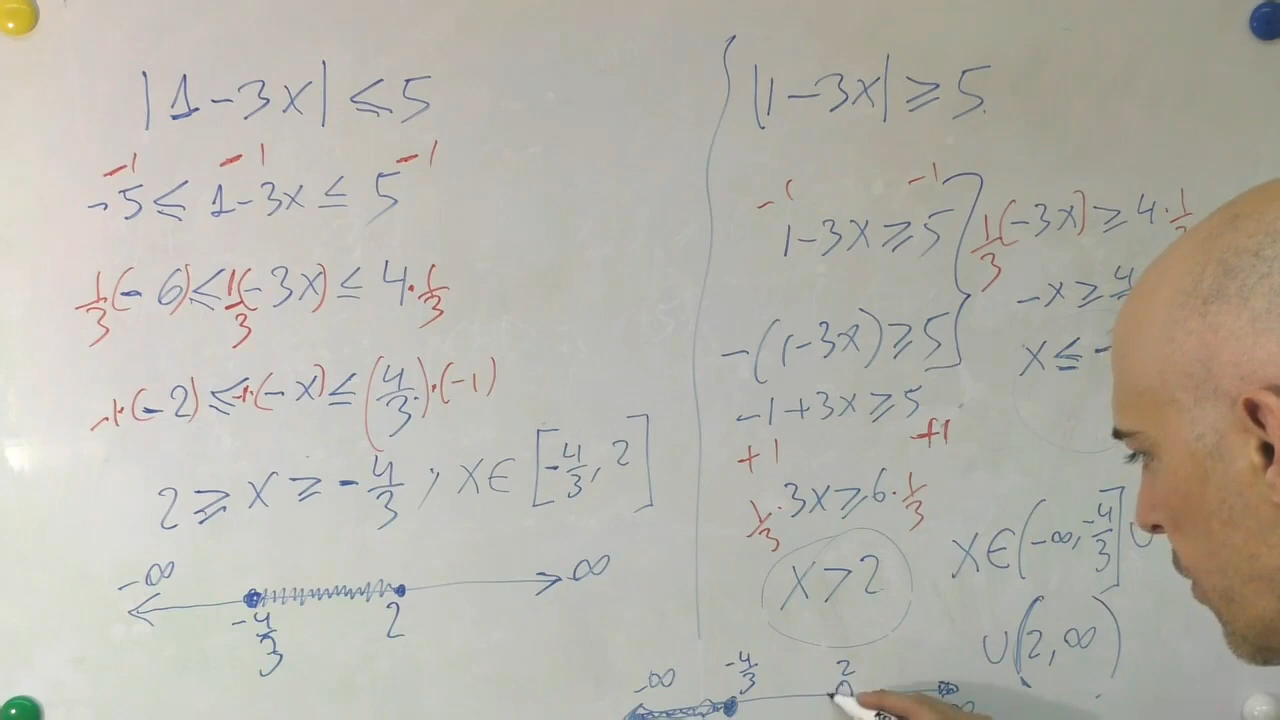 |1-3x| ≤ 5
-1 -1 -1
-5 ≤ 1-3x ≤ 5
1/3(-6) ≤ 1/3(-3x) ≤ 4·1/3
-1·(-2) ≤ -1·(-x) ≤ (4/3)·(-1)
2 ≥ x ≥ -4/3 ; x∈[-4/3, 2]
-∞ ∞
-4/3 2
|1-3x| ≥ 5
-1 -1
1-3x ≥ 5
-(1-3x) ≥ 5
-1+3x ≥ 5
+1 +1
1/3·3x ≥ 6·1/3
x > 2
1/3(-3x) ≥ 4·
-x ≥
x ≤ -
x∈(-∞, -4/3] ∪
∪(2, ∞)
-∞ -4/3 2